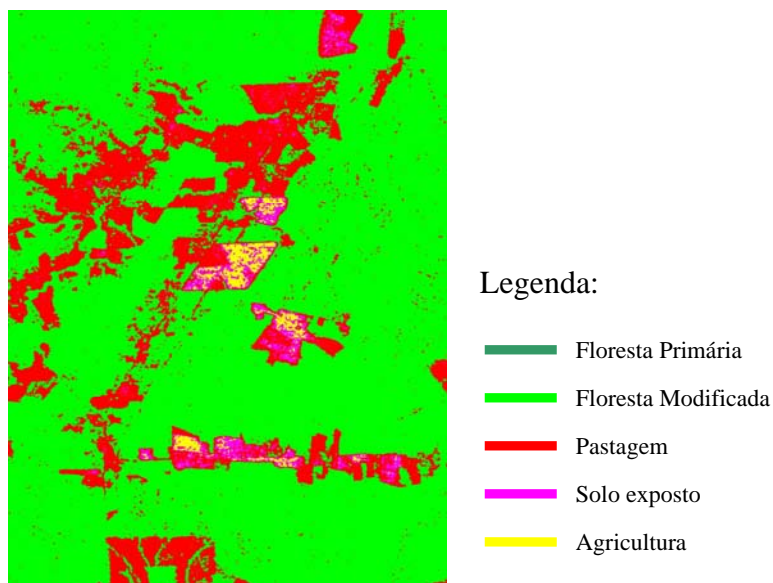 Legenda:
Floresta Primária
Floresta Modificada
Pastagem
Solo exposto
Agricultura